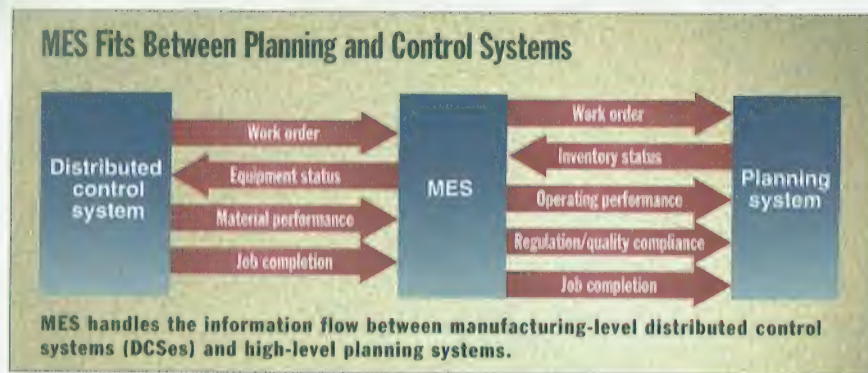 MES Fits Between Planning and Control Systems
Distributed
control
system
Work order
Equipment status
Material performance
Job completion
MES
Work order
Inventory status
Operating performance
Regulation/quality compliance
Job completion
Planning
system
MES handles the information flow between manufacturing-level distributed control
systems (DCSes) and high-level planning systems.